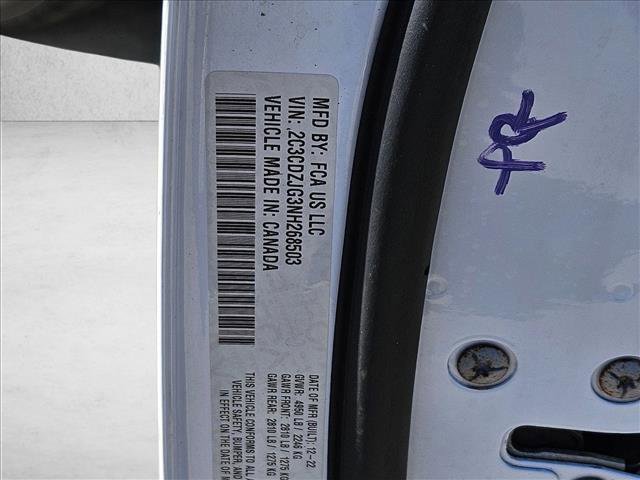 MFD BY: FCA US LLC
VIN: 2C3CDZJG3NH268503
VEHICLE MADE IN: CANADA
DATE OF MFR (BUILT): 12-22
GVWR: 4950 LB / 2246 KG
GAWR FRONT: 2810 LB / 1275 KG
GAWR REAR: 2810 LB / 1275 KG
THIS VEHICLE CONFORMS TO ALL
VEHICLE SAFETY, BUMPER, AND
IN EFFECT ON THE DATE OF